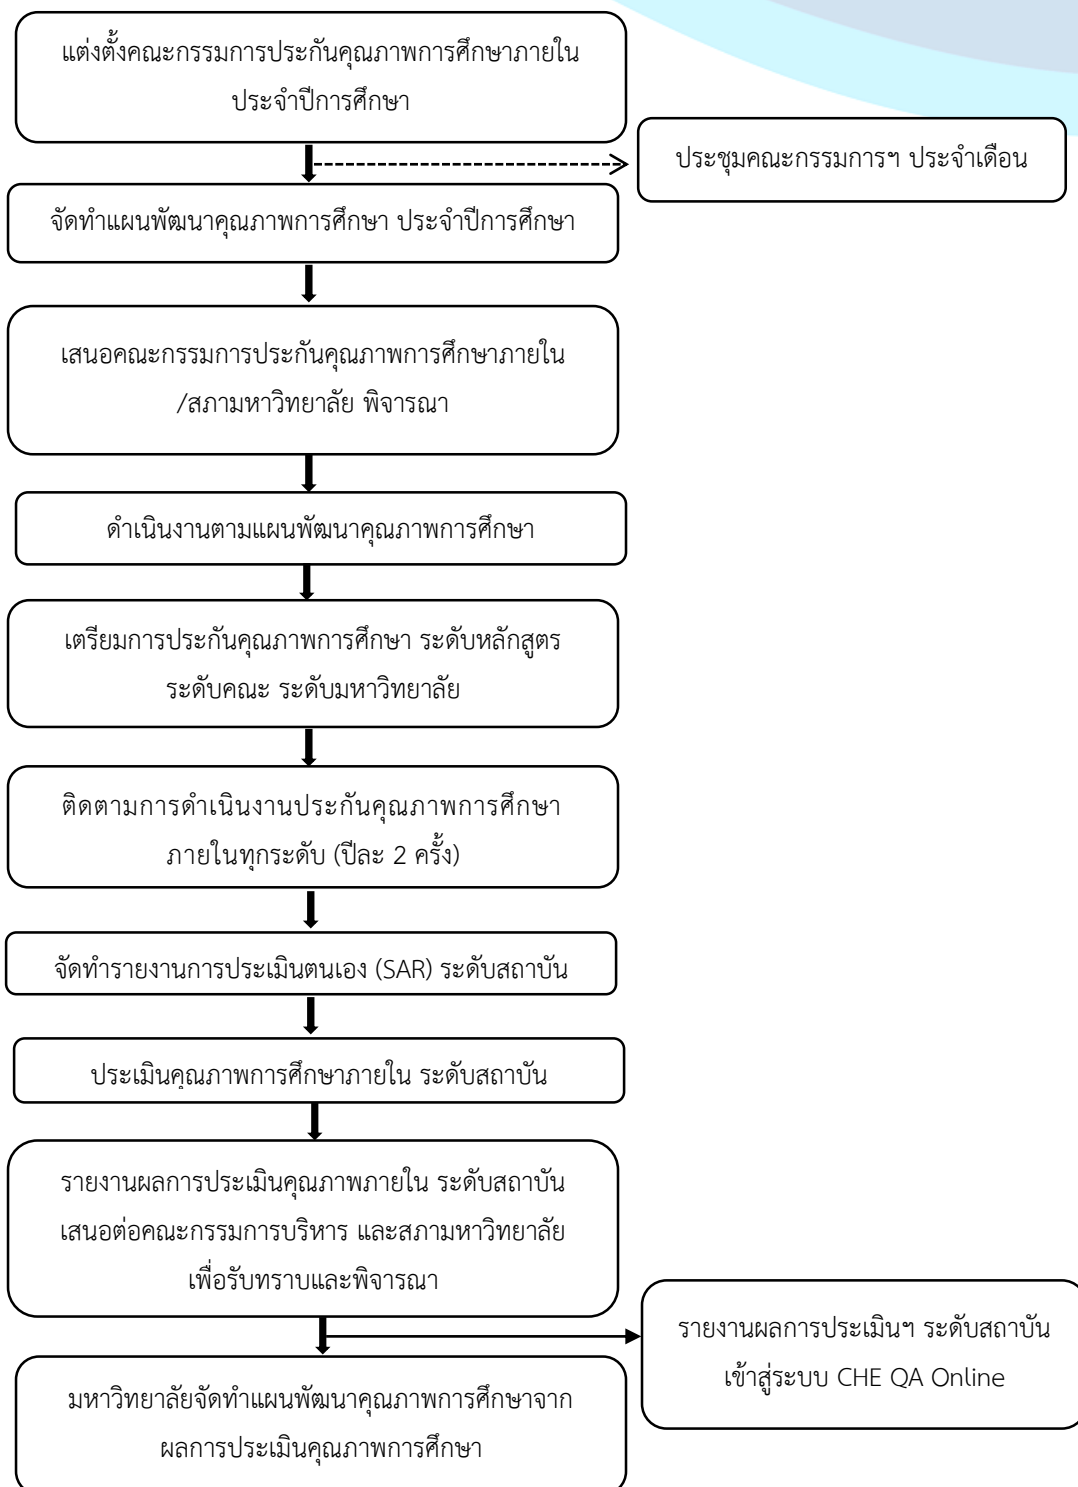 แต่งตั้งคณะกรรมการประกันคุณภาพการศึกษาภายใน
ประจำปีการศึกษา
ประชุมคณะกรรมการฯ ประจำเดือน
จัดทำแผนพัฒนาคุณภาพการศึกษา ประจำปีการศึกษา
เสนอคณะกรรมการประกันคุณภาพการศึกษาภายใน
/สภามหาวิทยาลัย พิจารณา
ดำเนินงานตามแผนพัฒนาคุณภาพการศึกษา
เตรียมการประกันคุณภาพการศึกษา ระดับหลักสูตร
ระดับคณะ ระดับมหาวิทยาลัย
ติดตามการดำเนินงานประกันคุณภาพการศึกษา
ภายในทุกระดับ (ปีละ 2 ครั้ง)
จัดทำรายงานการประเมินตนเอง (SAR) ระดับสถาบัน
ประเมินคุณภาพการศึกษาภายใน ระดับสถาบัน
รายงานผลการประเมินคุณภาพภายใน ระดับสถาบัน
เสนอต่อคณะกรรมการบริหาร และสภามหาวิทยาลัย
เพื่อรับทราบและพิจารณา
รายงานผลการประเมินฯ ระดับสถาบัน
เข้าสู่ระบบ CHE QA Online
มหาวิทยาลัยจัดทำแผนพัฒนาคุณภาพการศึกษาจาก
ผลการประเมินคุณภาพการศึกษา